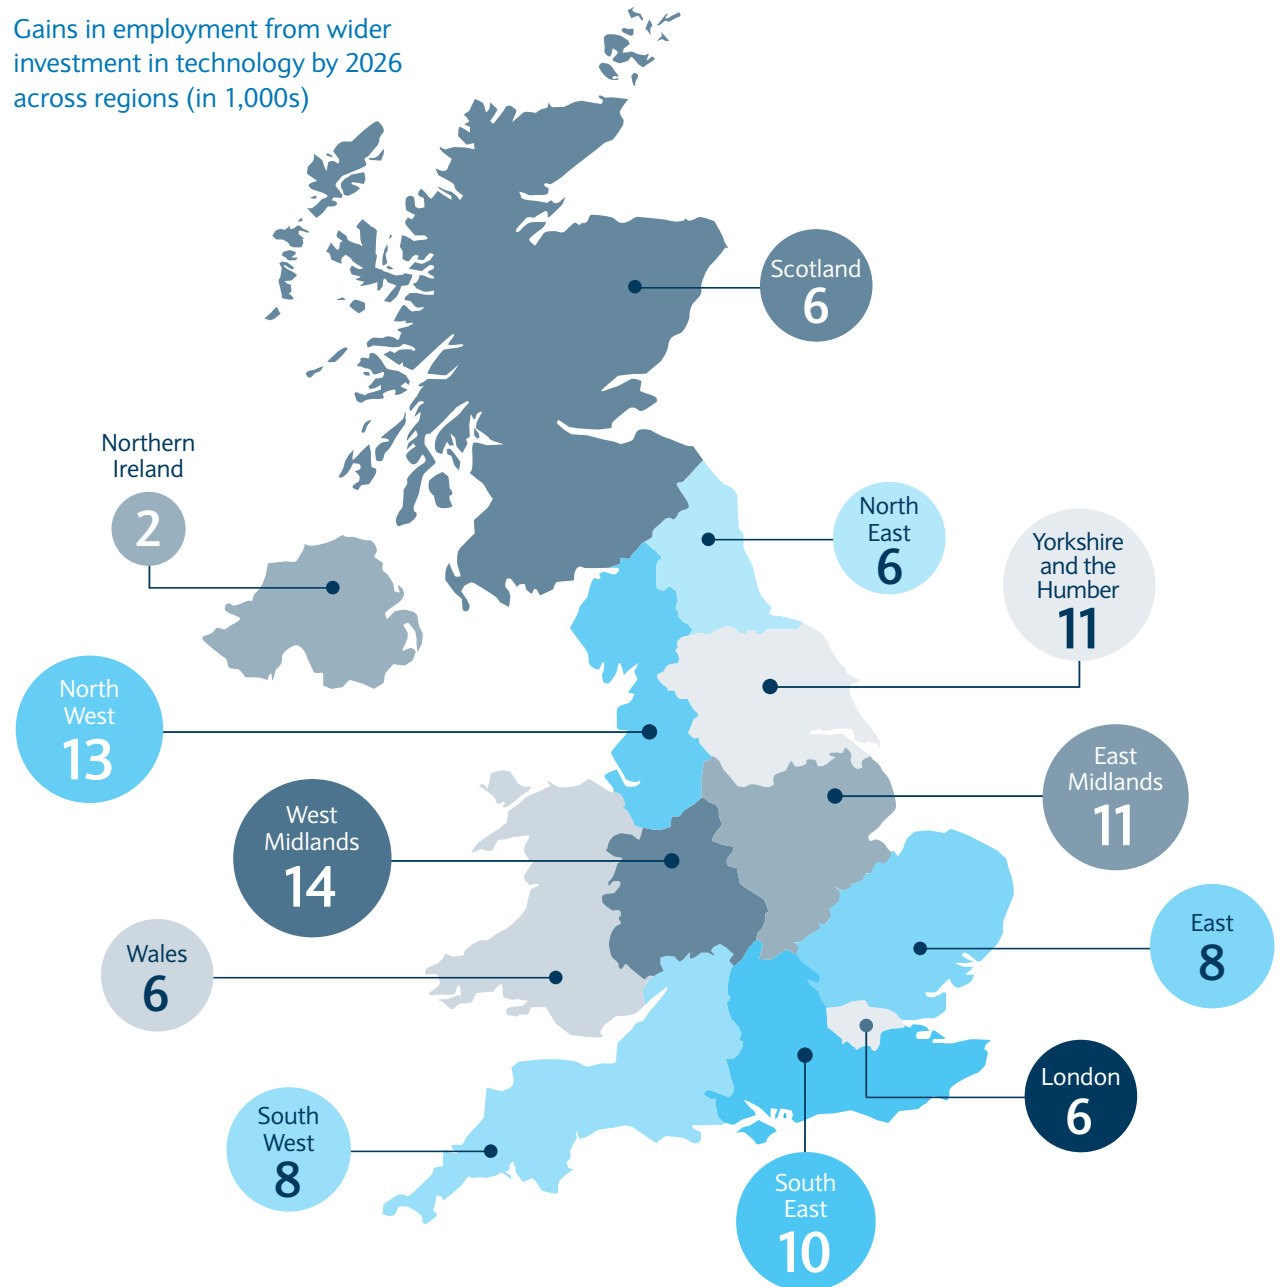 Gains in employment from wider
investment in technology by 2026
across regions (in 1,000s)
Scotland
6
Northern
Ireland
2
North
East
6
Yorkshire
and the
Humber
11
North
West
13
East
Midlands
11
West
Midlands
14
East
8
Wales
6
London
6
South
West
8
South
East
10